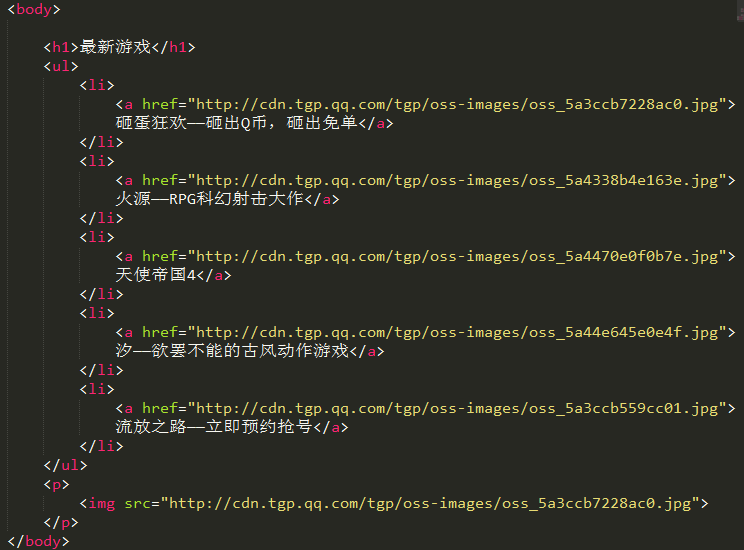 <body>
<h1>最新游戏</h1>
<ul>
<li>
<a href="http://cdn.tgp.qq.com/tgp/oss-images/oss_5a3ccb7228ac0.jpg">
砸蛋狂欢——砸出Q币，砸出免单</a>
</li>
<li>
<a href="http://cdn.tgp.qq.com/tgp/oss-images/oss_5a4338b4e163e.jpg">
火源——RPG科幻射击大作</a>
</li>
<li>
<a href="http://cdn.tgp.qq.com/tgp/oss-images/oss_5a4470e0f0b7e.jpg">
天使帝国4</a>
</li>
<li>
<a href="http://cdn.tgp.qq.com/tgp/oss-images/oss_5a44e645e0e4f.jpg">
汐——欲罢不能的古风动作游戏</a>
</li>
<li>
<a href="http://cdn.tgp.qq.com/tgp/oss-images/oss_5a3ccb559cc01.jpg">
流放之路——立即预约抢号</a>
</li>
</ul>
<p>
<img src="http://cdn.tgp.qq.com/tgp/oss-images/oss_5a3ccb7228ac0.jpg">
</p>
</body>